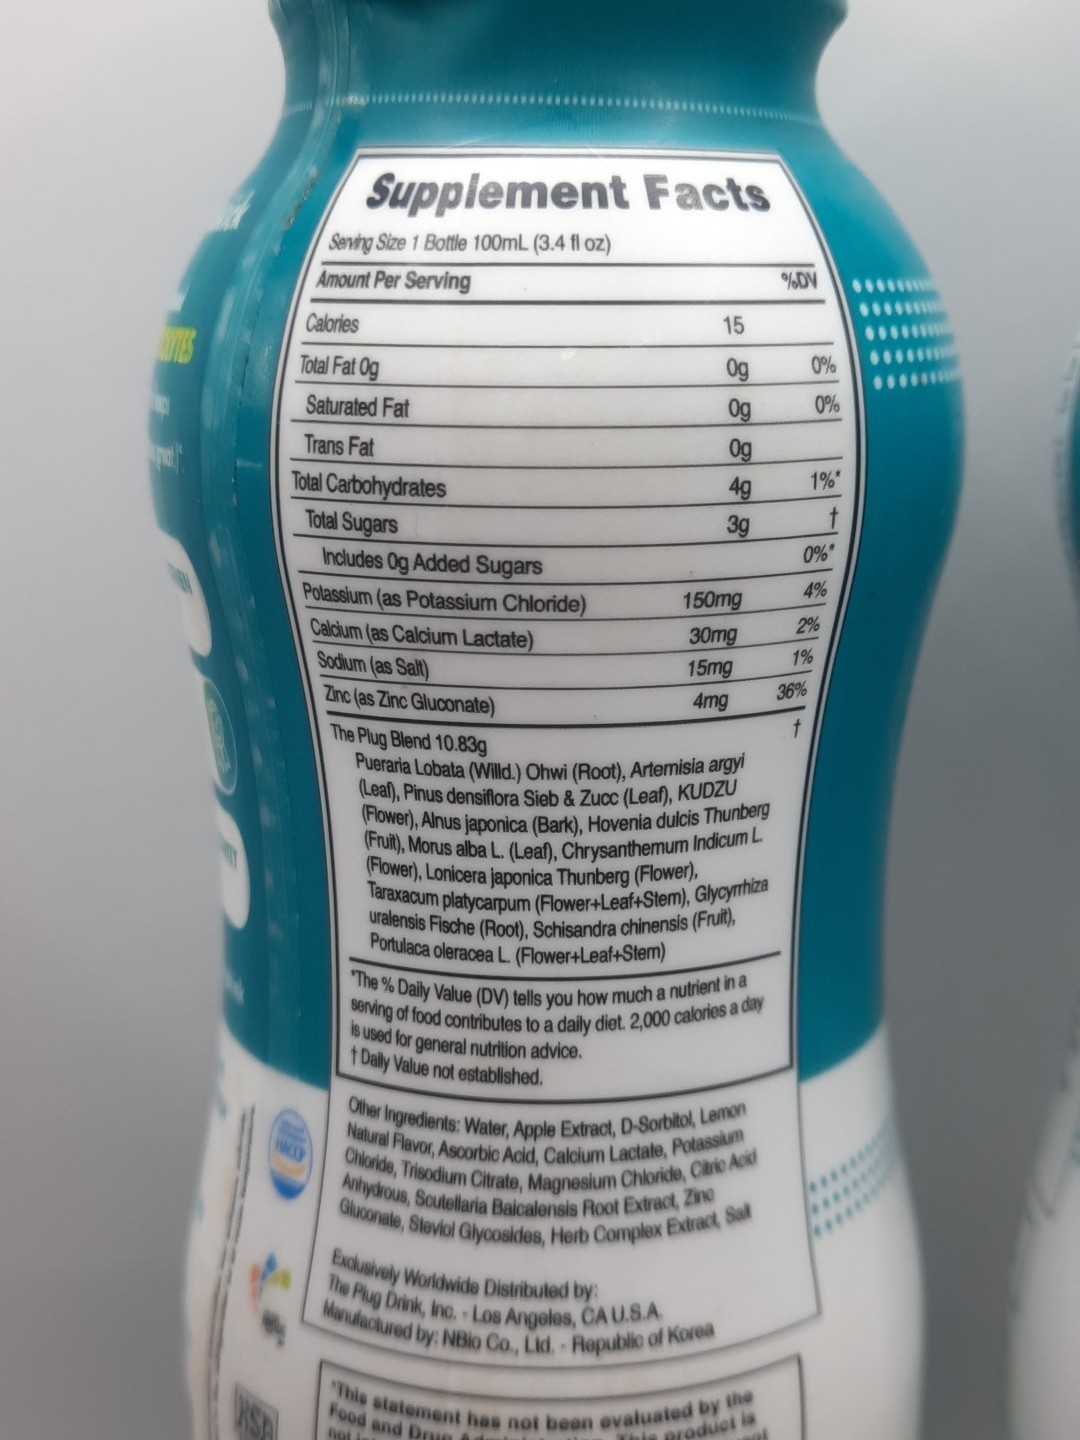 Supplement Facts
Serving Size 1 Bottle 100mL (3.4 fl oz)
Amount Per Serving %DV
Calories 15
Total Fat 0g 0g 0%
Saturated Fat 0g 0%
Trans Fat 0g
Total Carbohydrates 4g 1%*
Total Sugars 3g †
Includes 0g Added Sugars 0%*
Potassium (as Potassium Chloride) 150mg 4%
Calcium (as Calcium Lactate) 30mg 2%
Sodium (as Salt) 15mg 1%
Zinc (as Zinc Gluconate) 4mg 36%
The Plug Blend 10.83g †
Pueraria Lobata (Willd.) Ohwi (Root), Artemisia argyi
(Leaf), Pinus densiflora Sieb & Zucc (Leaf), KUDZU
(Flower), Alnus japonica (Bark), Hovenia dulcis Thunberg
(Fruit), Morus alba L. (Leaf), Chrysanthemum Indicum L.
(Flower), Lonicera japonica Thunberg (Flower),
Taraxacum platycarpum (Flower+Leaf+Stem), Glycyrrhiza
uralensis Fische (Root), Schisandra chinensis (Fruit),
Portulaca oleracea L. (Flower+Leaf+Stem)
*The % Daily Value (DV) tells you how much a nutrient in a
serving of food contributes to a daily diet. 2,000 calories a day
is used for general nutrition advice.
† Daily Value not established.
Other Ingredients: Water, Apple Extract, D-Sorbitol, Lemon
Natural Flavor, Ascorbic Acid, Calcium Lactate, Potassium
Chloride, Trisodium Citrate, Magnesium Chloride, Citric Acid
Anhydrous, Scutellaria Baicalensis Root Extract, Zinc
Gluconate, Steviol Glycosides, Herb Complex Extract, Salt
Exclusively Worldwide Distributed by:
The Plug Drink, Inc. - Los Angeles, CA U.S.A.
Manufactured by: NBio Co., Ltd. - Republic of Korea
*This statement has not been evaluated by the
Food and Drug This product is
HACCP